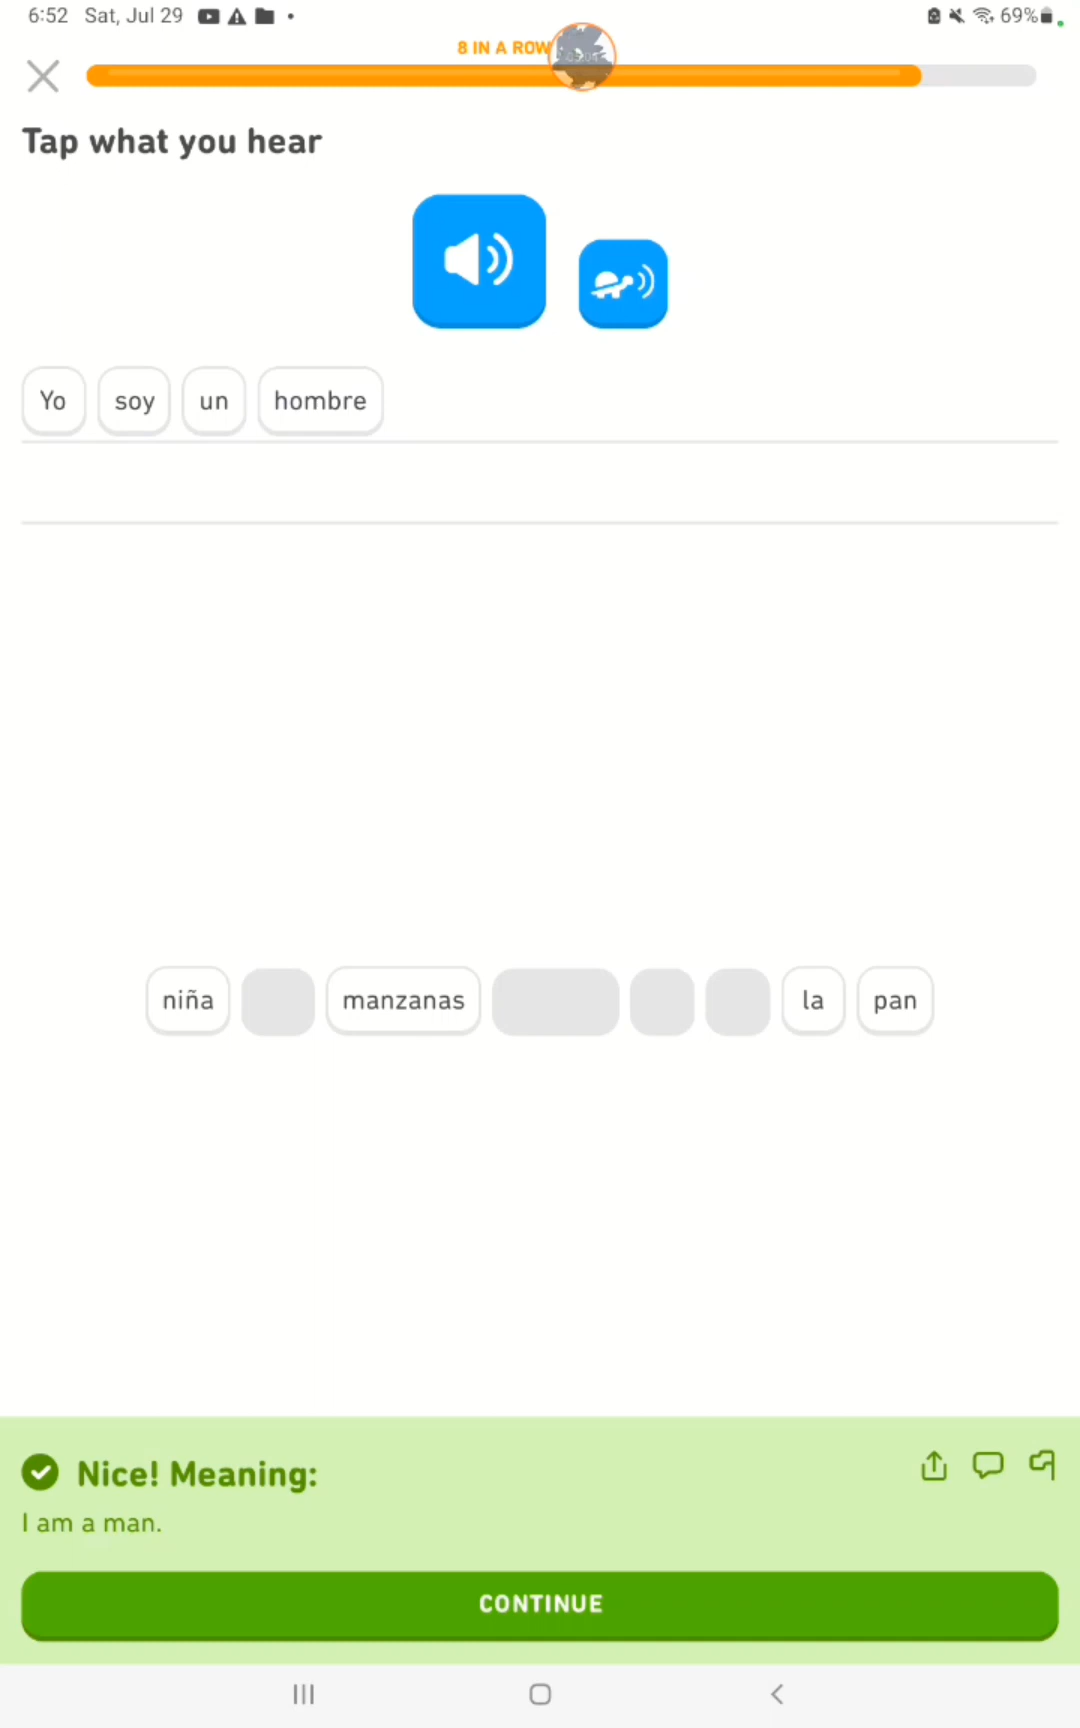 6:52 Sat, Jul 29 69%
8 IN A ROW
Tap what you hear
Yo soy un hombre
niña manzanas la pan
Nice! Meaning:
I am a man.
CONTINUE